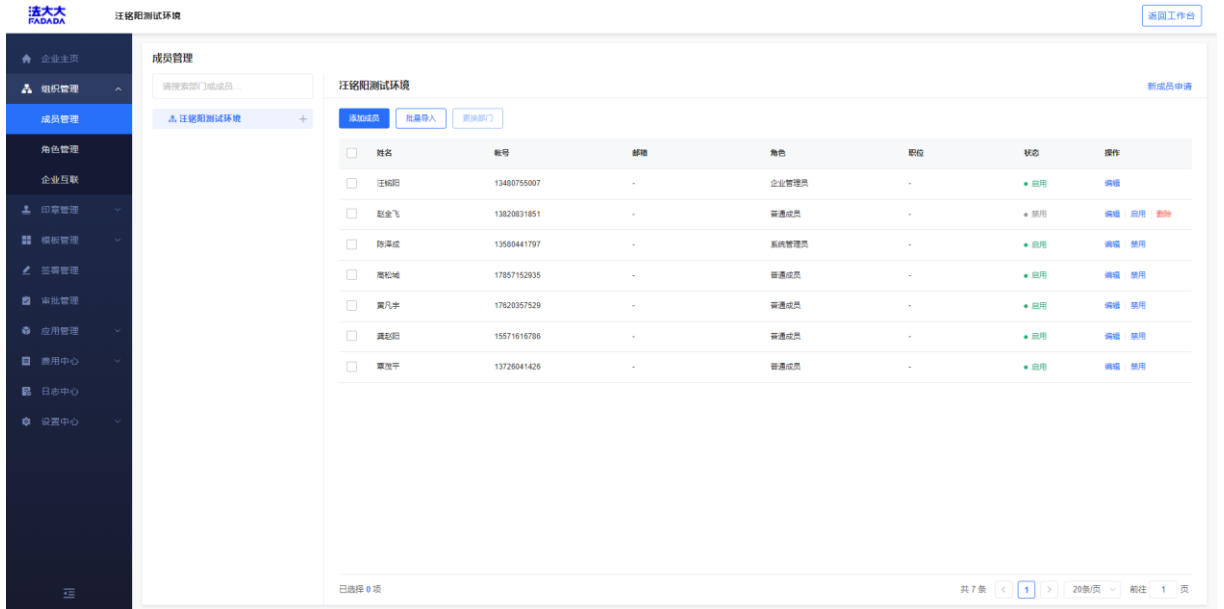 法大大
FADADA
汪铭阳测试环境
返回工作台
企业主页
组织管理
成员管理
角色管理
企业互联
印章管理
模板管理
签署管理
审批管理
应用管理
费用中心
日志中心
设置中心
成员管理
请搜索部门或成员...
汪铭阳测试环境
汪铭阳测试环境 新成员申请
添加成员 批量导入 更换部门
姓名 帐号 邮箱 角色 职位 状态 操作
汪铭阳 13480755007 - 企业管理员 - 启用 编辑
赵金飞 13820831851 - 普通成员 - 禁用 编辑 启用 删除
陈泽成 13580441797 - 系统管理员 - 启用 编辑 禁用
周松城 17857152935 - 普通成员 - 启用 编辑 禁用
黄凡宇 17620357529 - 普通成员 - 启用 编辑 禁用
龚赵阳 15571616786 - 普通成员 - 启用 编辑 禁用
覃茂平 13726041426 - 普通成员 - 启用 编辑 禁用
已选择 0 项 共 7 条 1 20条/页 前往 1 页